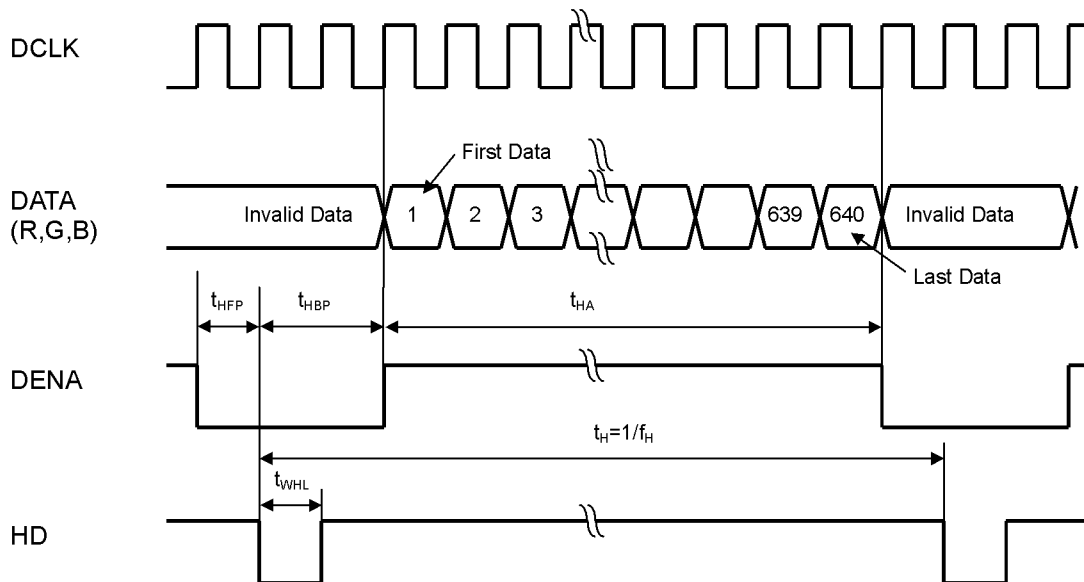 DCLK
First Data
DATA
(R,G,B)
Invalid Data 1 2 3 639 640 Invalid Data
Last Data
tHFP tHBP tHA
DENA
tH=1/fH
tWHL
HD